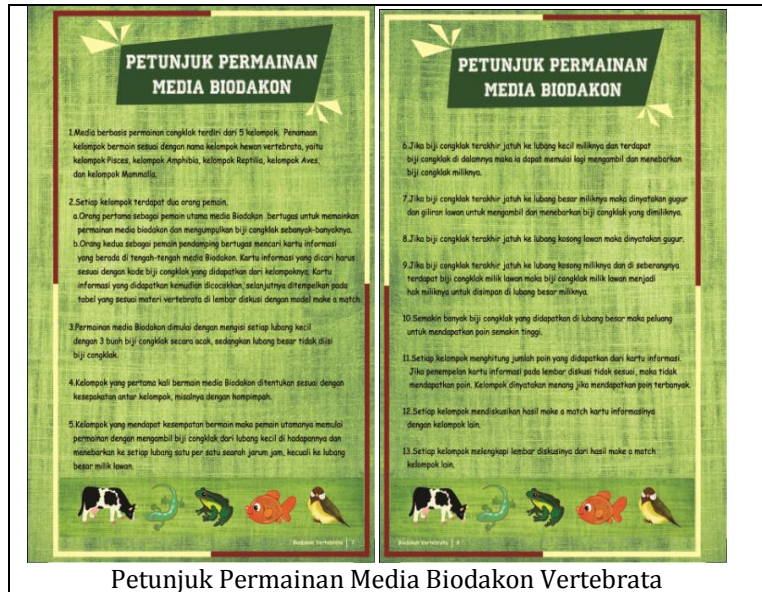 PETUNJUK PERMAINAN
MEDIA BIODAKON
1.Media berbasis permainan congklak terdiri dari 5 kelompok. Penamaan
kelompok bermain sesuai dengan nama kelompok hewan vertebrata, yaitu
kelompok Pisces, kelompok Amphibia, kelompok Reptilia, kelompok Aves,
dan kelompok Mammalia.
2.Setiap kelompok terdapat dua orang pemain,
a.Orang pertama sebagai pemain utama media Biodakon bertugas untuk memainkan
permainan media biodakon dan mengumpulkan biji congklak sebanyak-banyaknya.
b.Orang kedua sebagai pemain pendamping bertugas mencari kartu informasi
yang berada di tengah-tengah media Biodakon. Kartu informasi yang dicari harus
sesuai dengan kode biji congklak yang didapatkan dari kelompoknya. Kartu
informasi yang didapatkan kemudian dicocokkan, selanjutnya ditempelkan pada
tabel yang sesuai materi vertebrata di lembar diskusi dengan model make a match.
3.Permainan media Biodakon dimulai dengan mengisi setiap lubang kecil
dengan 3 buah biji congklak secara acak, sedangkan lubang besar tidak diisi
biji congklak.
4.Kelompok yang pertama kali bermain media Biodakon ditentukan sesuai dengan
kesepakatan antar kelompok, misalnya dengan hompimpah.
5.Kelompok yang mendapat kesempatan bermain maka pemain utamanya memulai
permainan dengan mengambil biji congklak dari lubang kecil di hadapannya dan
menebarkan ke setiap lubang satu per satu searah jarum jam, kecuali ke lubang
besar milik lawan.
Biodakon Vertebrata | 7
PETUNJUK PERMAINAN
MEDIA BIODAKON
6.Jika biji congklak terakhir jatuh ke lubang kecil miliknya dan terdapat
biji congklak di dalamnya maka ia dapat memulai lagi mengambil dan menebarkan
biji congklak miliknya.
7.Jika biji congklak terakhir jatuh ke lubang besar miliknya maka dinyatakan gugur
dan giliran lawan untuk mengambil dan menebarkan biji congklak yang dimiliknya.
8.Jika biji congklak terakhir jatuh ke lubang kosong lawan maka dinyatakan gugur.
9.Jika biji congklak terakhir jatuh ke lubang kosong miliknya dan di seberangnya
terdapat biji congklak milik lawan maka biji congklak milik lawan menjadi
hak miliknya untuk disimpan di lubang besar miliknya.
10.Semakin banyak biji congklak yang didapatkan di lubang besar maka peluang
untuk mendapatkan poin semakin tinggi.
11.Setiap kelompok menghitung jumlah poin yang didapatkan dari kartu informasi.
Jika penempelan kartu informasi pada lembar diskusi tidak sesuai, maka tidak
mendapatkan poin. Kelompok dinyatakan menang jika mendapatkan poin terbanyak.
12.Setiap kelompok mendiskusikan hasil make a match kartu informasinya
dengan kelompok lain.
13.Setiap kelompok melengkapi lembar diskusinya dari hasil make a match
kelompok lain.
Biodakon Vertebrata | 8
Petunjuk Permainan Media Biodakon Vertebrata